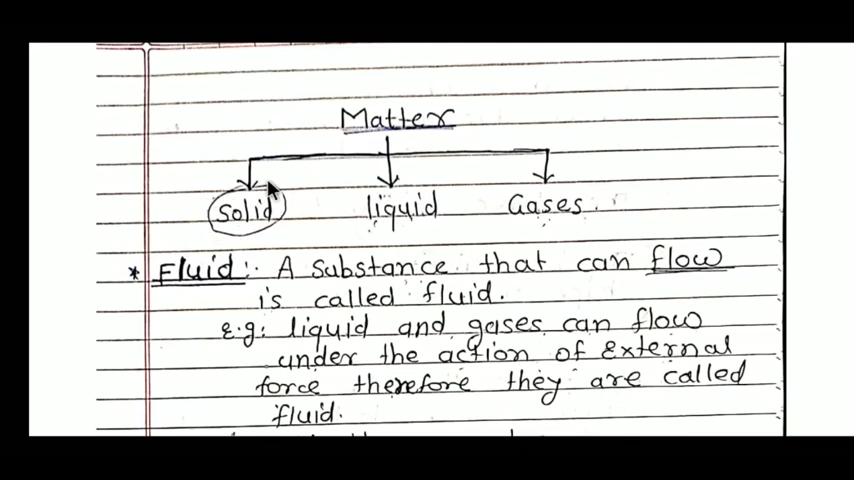 Matter
Solid liquid Gases.
* Fluid:- A substance that can flow
is called fluid.
e.g: liquid and gases can flow
under the action of external
force therefore they are called
fluid.